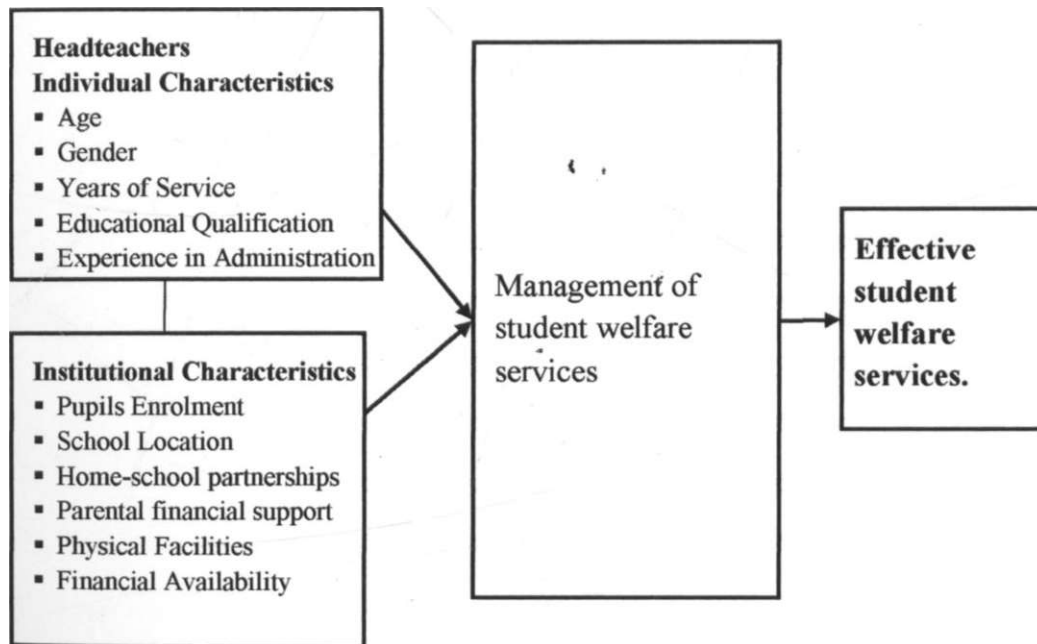 Headteachers
Individual Characteristics
▪ Age
▪ Gender
▪ Years of Service
▪ Educational Qualification
▪ Experience in Administration
Institutional Characteristics
▪ Pupils Enrolment
▪ School Location
▪ Home-school partnerships
▪ Parental financial support
▪ Physical Facilities
▪ Financial Availability
Management of
student welfare
services
Effective
student
welfare
services.